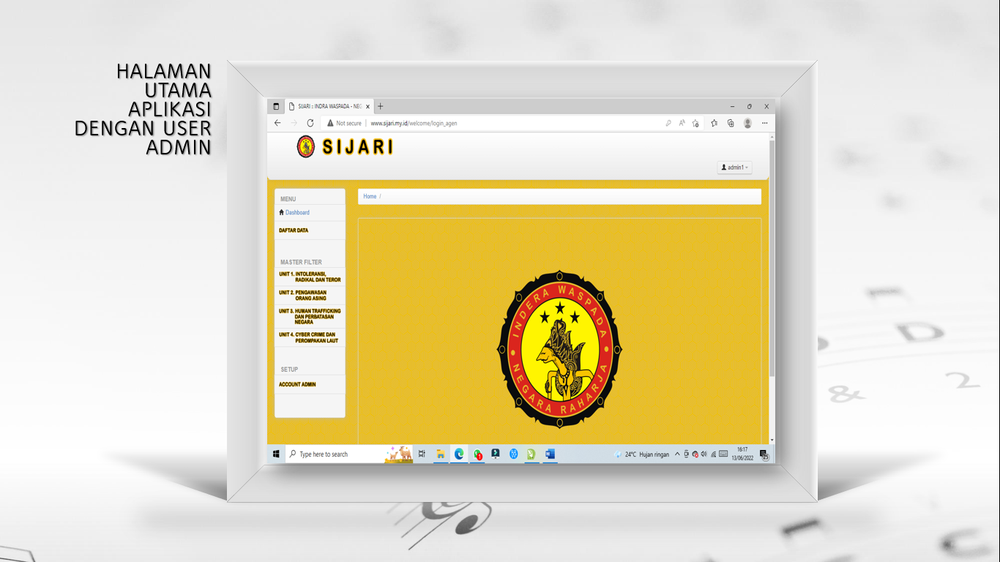 HALAMAN
UTAMA
APLIKASI
DENGAN USER
ADMIN
SIJARI :: INDRA WASPADA - NEG
Not secure | www.sijari.my.id/welcome/login_agen
SIJARI
admin1
MENU
Dashboard
DAFTAR DATA
MASTER FILTER
UNIT 1. INTOLERANSI,
RADIKAL DAN TEROR
UNIT 2. PENGAWASAN
ORANG ASING
UNIT 3. HUMAN TRAFFICKING
DAN PERBATASAN
NEGARA
UNIT 4. CYBER CRIME DAN
PEROMPAKAN LAUT
SETUP
ACCOUNT ADMIN
Home /
INDERA WASPADA
NEGARA RAHARJA
Type here to search
24°C Hujan ringan
16:17
13/06/2022
25
D
&
2